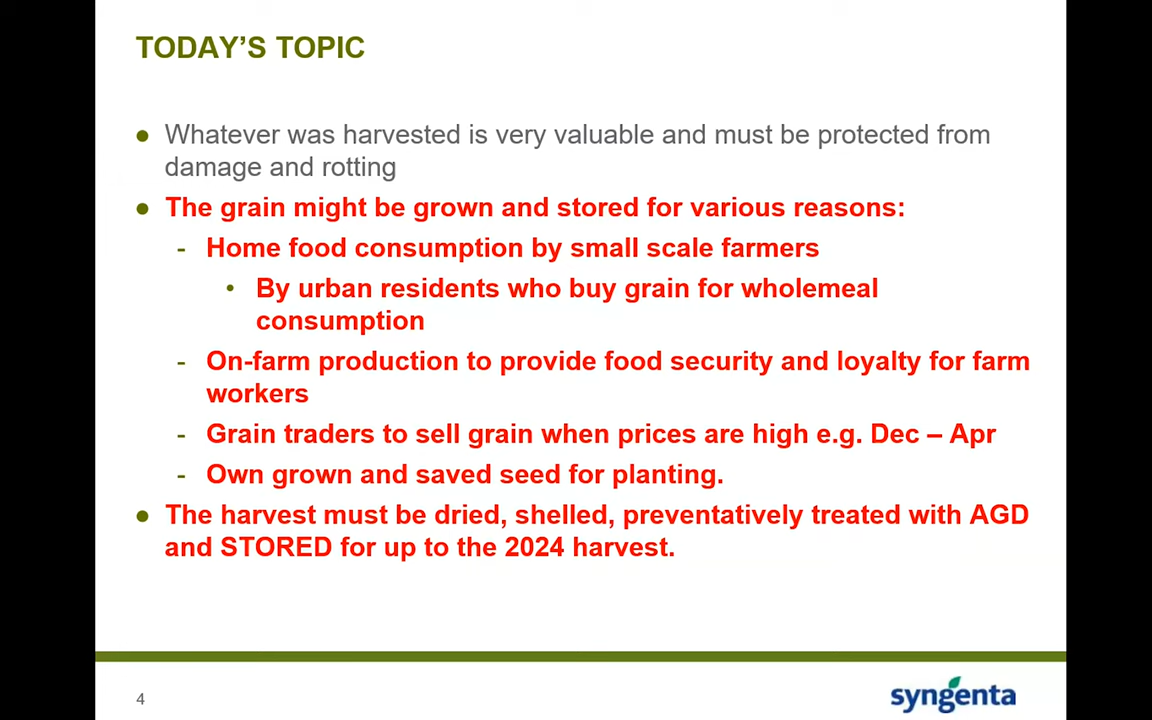 TODAY’S TOPIC
● Whatever was harvested is very valuable and must be protected from
damage and rotting
● The grain might be grown and stored for various reasons:
- Home food consumption by small scale farmers
• By urban residents who buy grain for wholemeal
consumption
- On-farm production to provide food security and loyalty for farm
workers
- Grain traders to sell grain when prices are high e.g. Dec – Apr
- Own grown and saved seed for planting.
● The harvest must be dried, shelled, preventatively treated with AGD
and STORED for up to the 2024 harvest.
4
syngenta